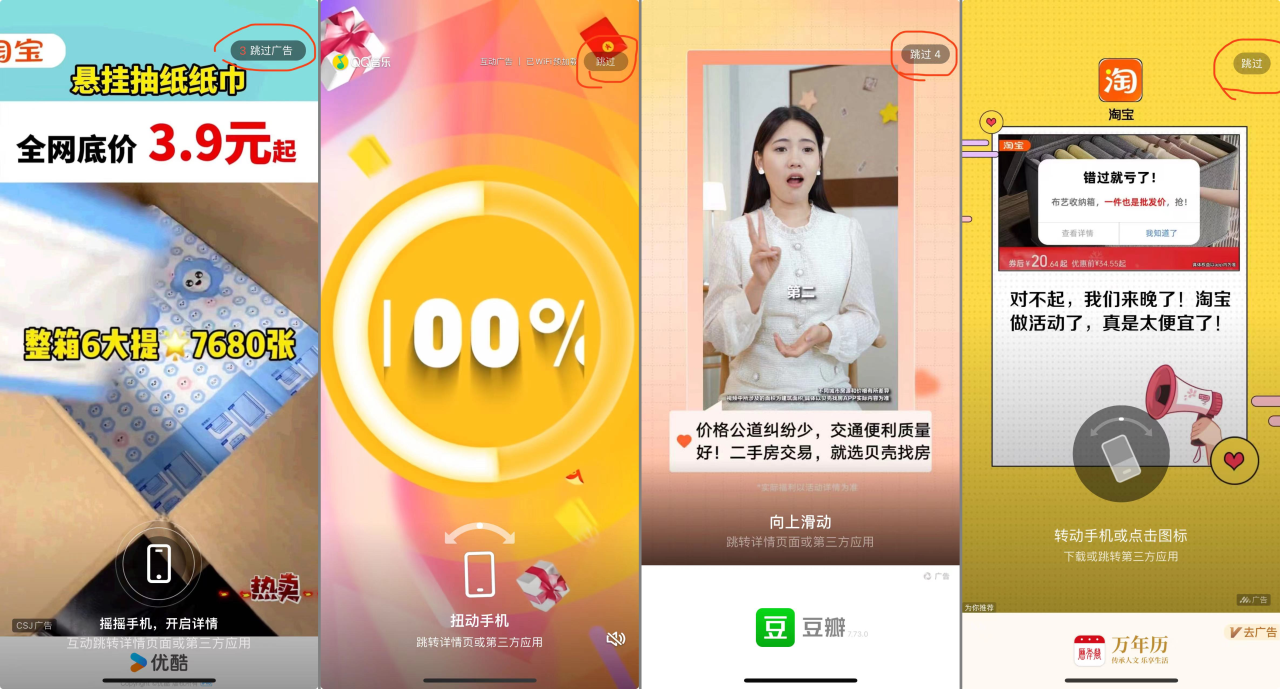 淘宝
3 跳过广告
悬挂抽纸纸巾
全网底价 3.9元起
整箱6大提 7680张
热卖
CSJ广告
摇摇手机，开启详情
互动跳转详情页面或第三方应用
优酷
QQ音乐
互动广告 | 已WiFi预加载
跳过
100%
扭动手机
跳转详情页或第三方应用
跳过 4
第二
价格公道纠纷少，交通便利质量
好！二手房交易，就选贝壳找房
*实际福利以活动详情为准
向上滑动
跳转详情页面或第三方应用
广告
豆
豆瓣
7.73.0
跳过
淘
淘宝
淘宝
错过就亏了！
布艺收纳箱，一件也是批发价，抢！
查看详情
我知道了
券后¥20.64起 优惠前¥34.55起
对不起，我们来晚了！淘宝
做活动了，真是太便宜了！
转动手机或点击图标
下载或跳转第三方应用
广告
为你推荐
去广告
万年历
传承人文 乐享生活